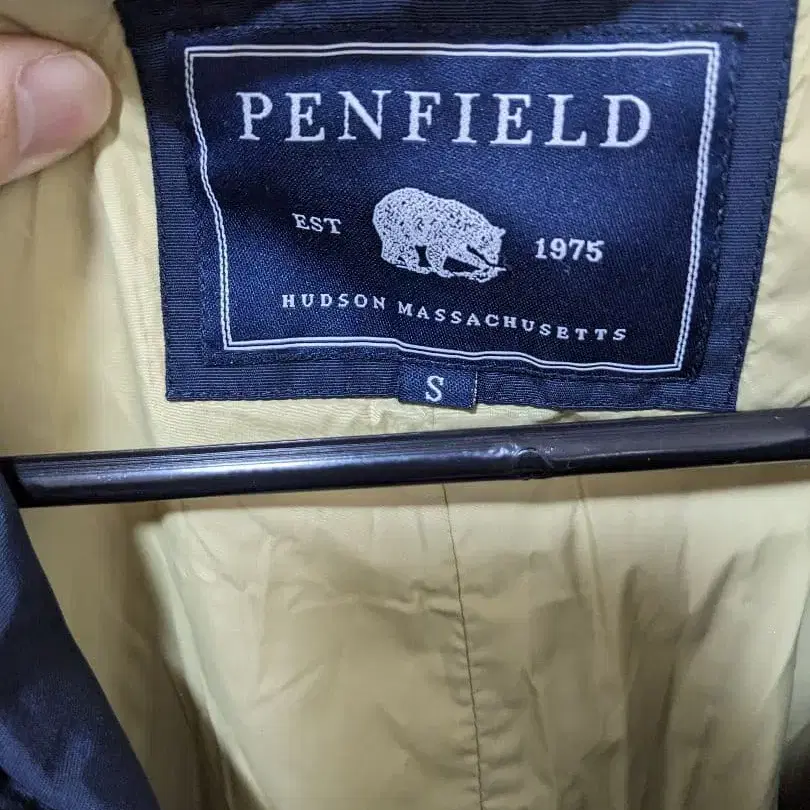 PENFIELD
EST 1975
HUDSON MASSACHUSETTS
S